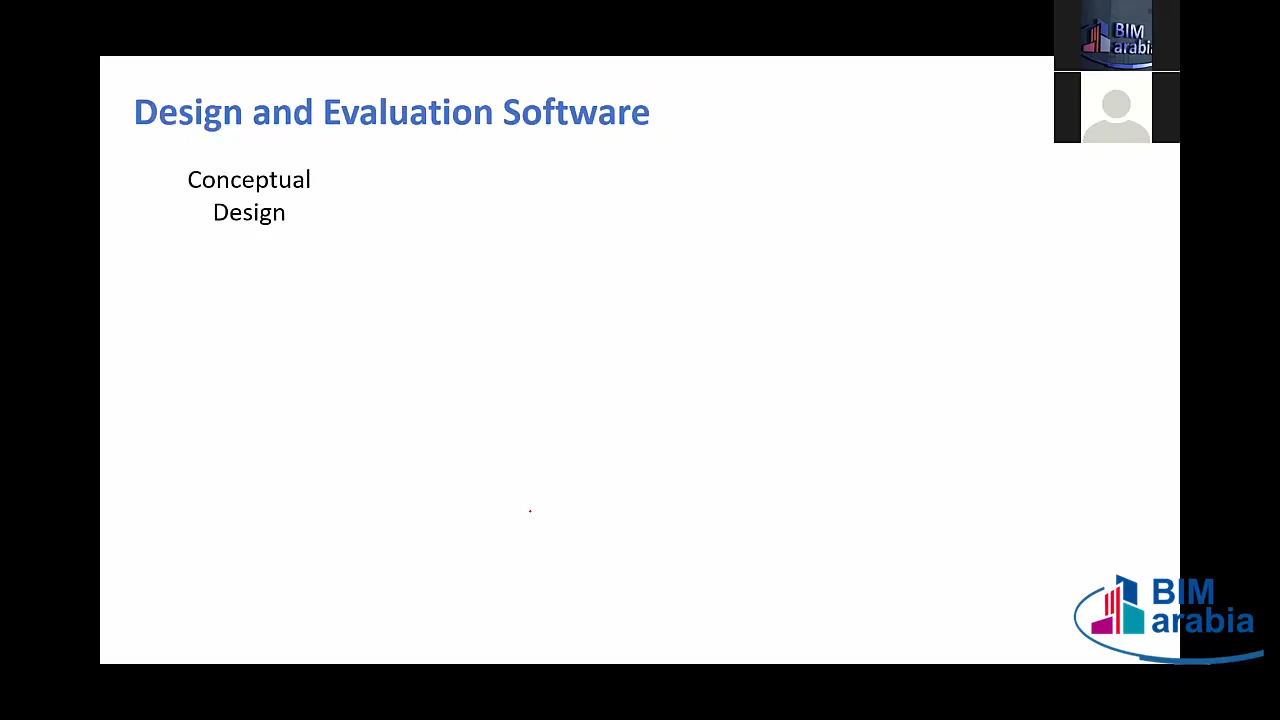 BIM
arabia
Design and Evaluation Software
Conceptual
Design
BIM
arabia